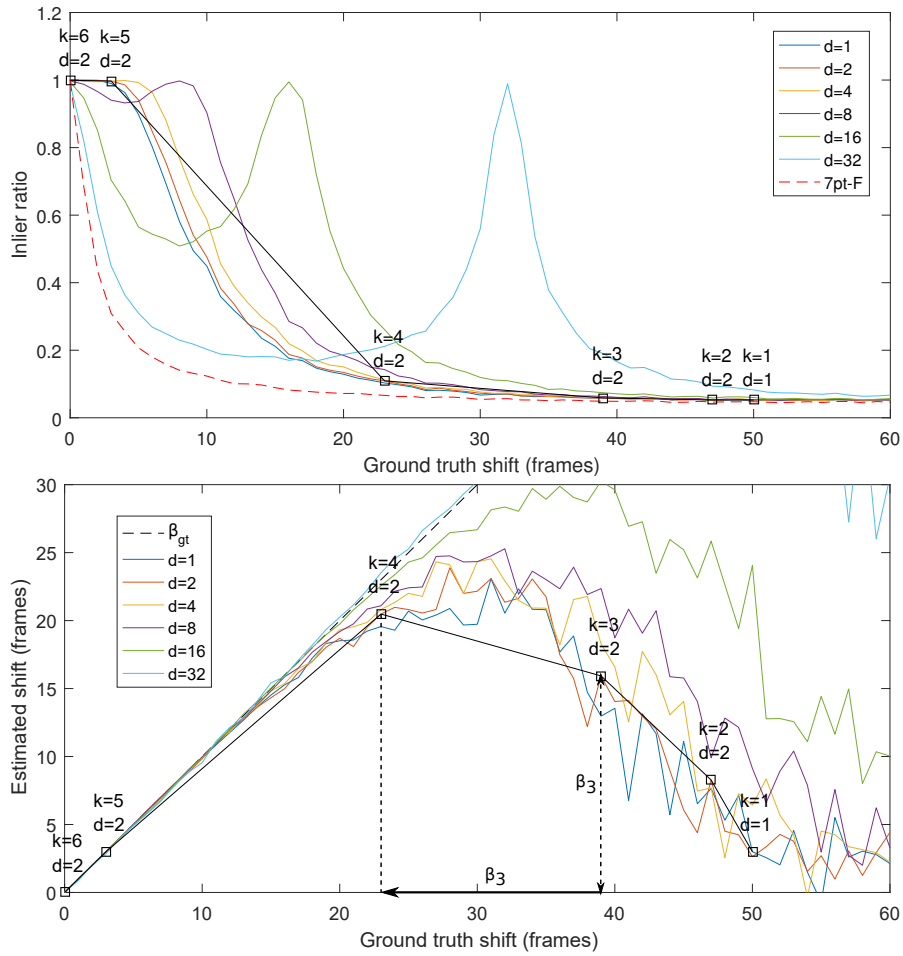 1.2
1
0.8
0.6
0.4
0.2
0
Inlier ratio
k=6
d=2
k=5
d=2
k=4
d=2
k=3
d=2
k=2
d=2
k=1
d=1
d=1
d=2
d=4
d=8
d=16
d=32
7pt-F
0 10 20 30 40 50 60
Ground truth shift (frames)
30
25
20
15
10
5
0
Estimated shift (frames)
βgt
d=1
d=2
d=4
d=8
d=16
d=32
k=4
d=2
k=3
d=2
k=2
d=2
k=5
d=2
k=1
d=1
k=6
d=2
β3
β3
0 10 20 30 40 50 60
Ground truth shift (frames)